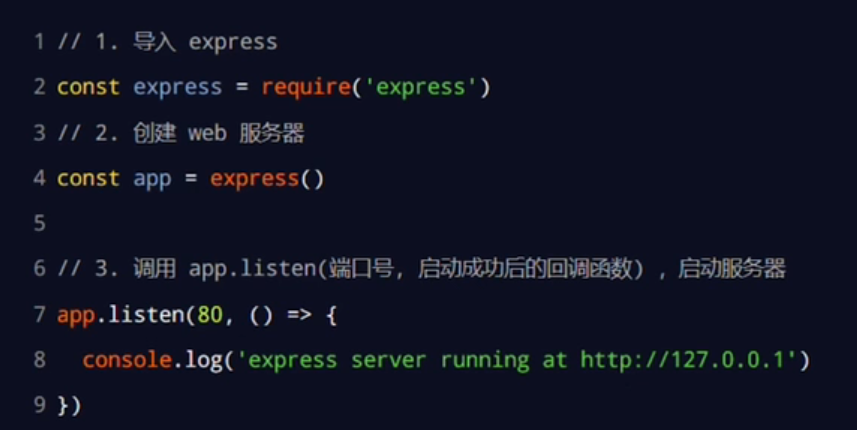 1 // 1. 导入 express
2 const express = require('express')
3 // 2. 创建 web 服务器
4 const app = express()
5
6 // 3. 调用 app.listen(端口号, 启动成功后的回调函数) , 启动服务器
7 app.listen(80, () => {
8   console.log('express server running at http://127.0.0.1')
9 })